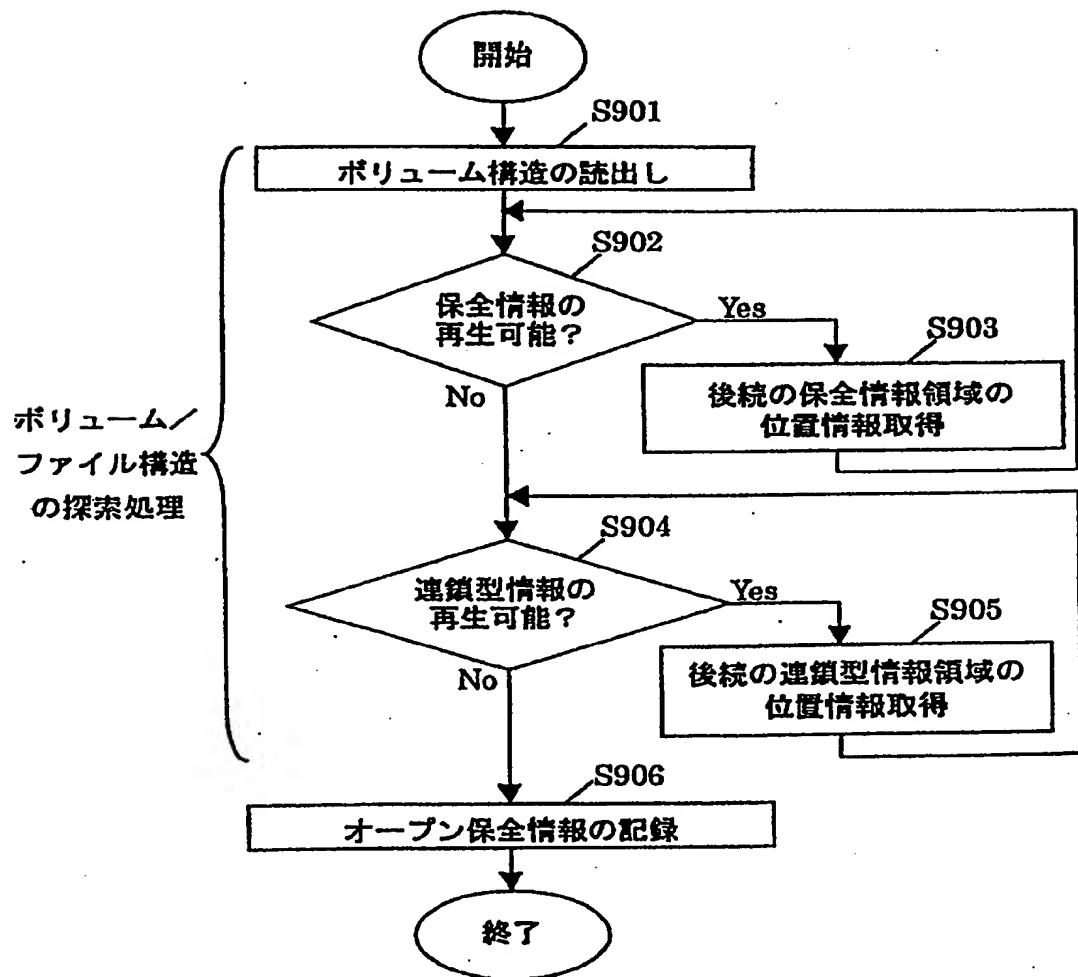 開始
S901
ボリューム構造の読出し
S902
保全情報の
再生可能?
Yes
No
S903
後続の保全情報領域の
位置情報取得
ボリューム/
ファイル構造
の探索処理
S904
連鎖型情報の
再生可能?
Yes
No
S905
後続の連鎖型情報領域の
位置情報取得
S906
オープン保全情報の記録
終了